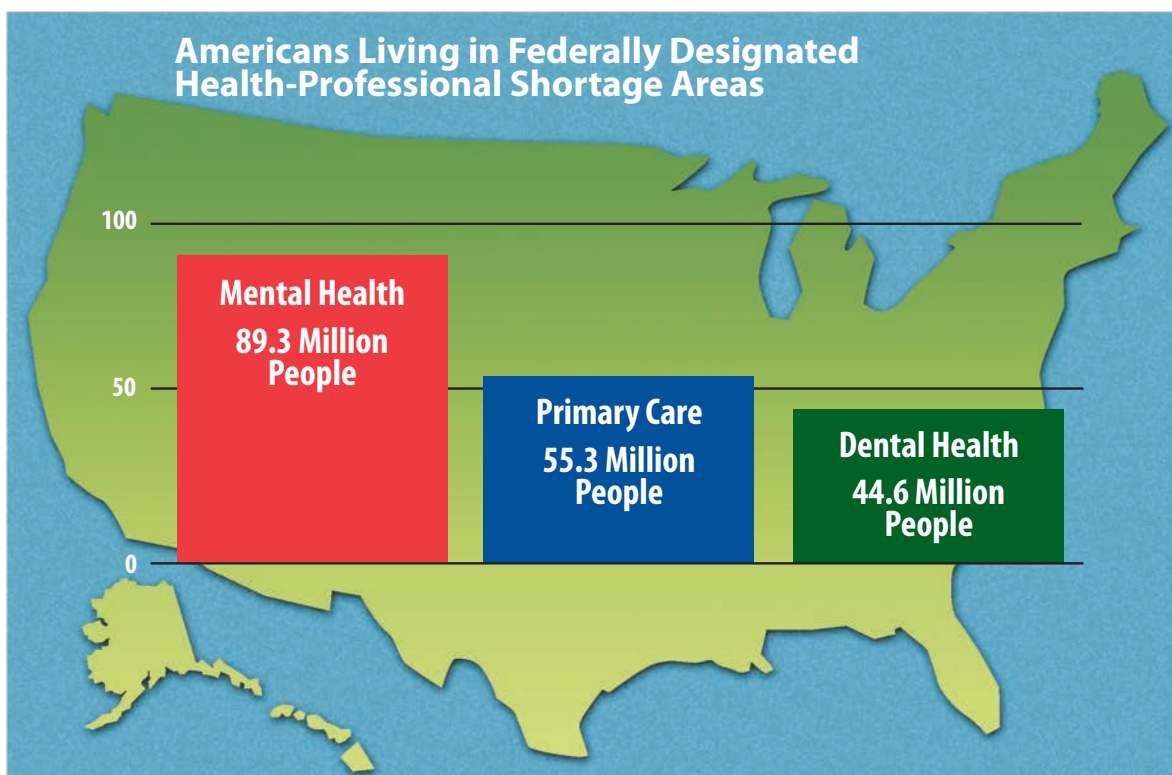 Americans Living in Federally Designated
Health-Professional Shortage Areas
100
50
0
Mental Health
89.3 Million
People
Primary Care
55.3 Million
People
Dental Health
44.6 Million
People